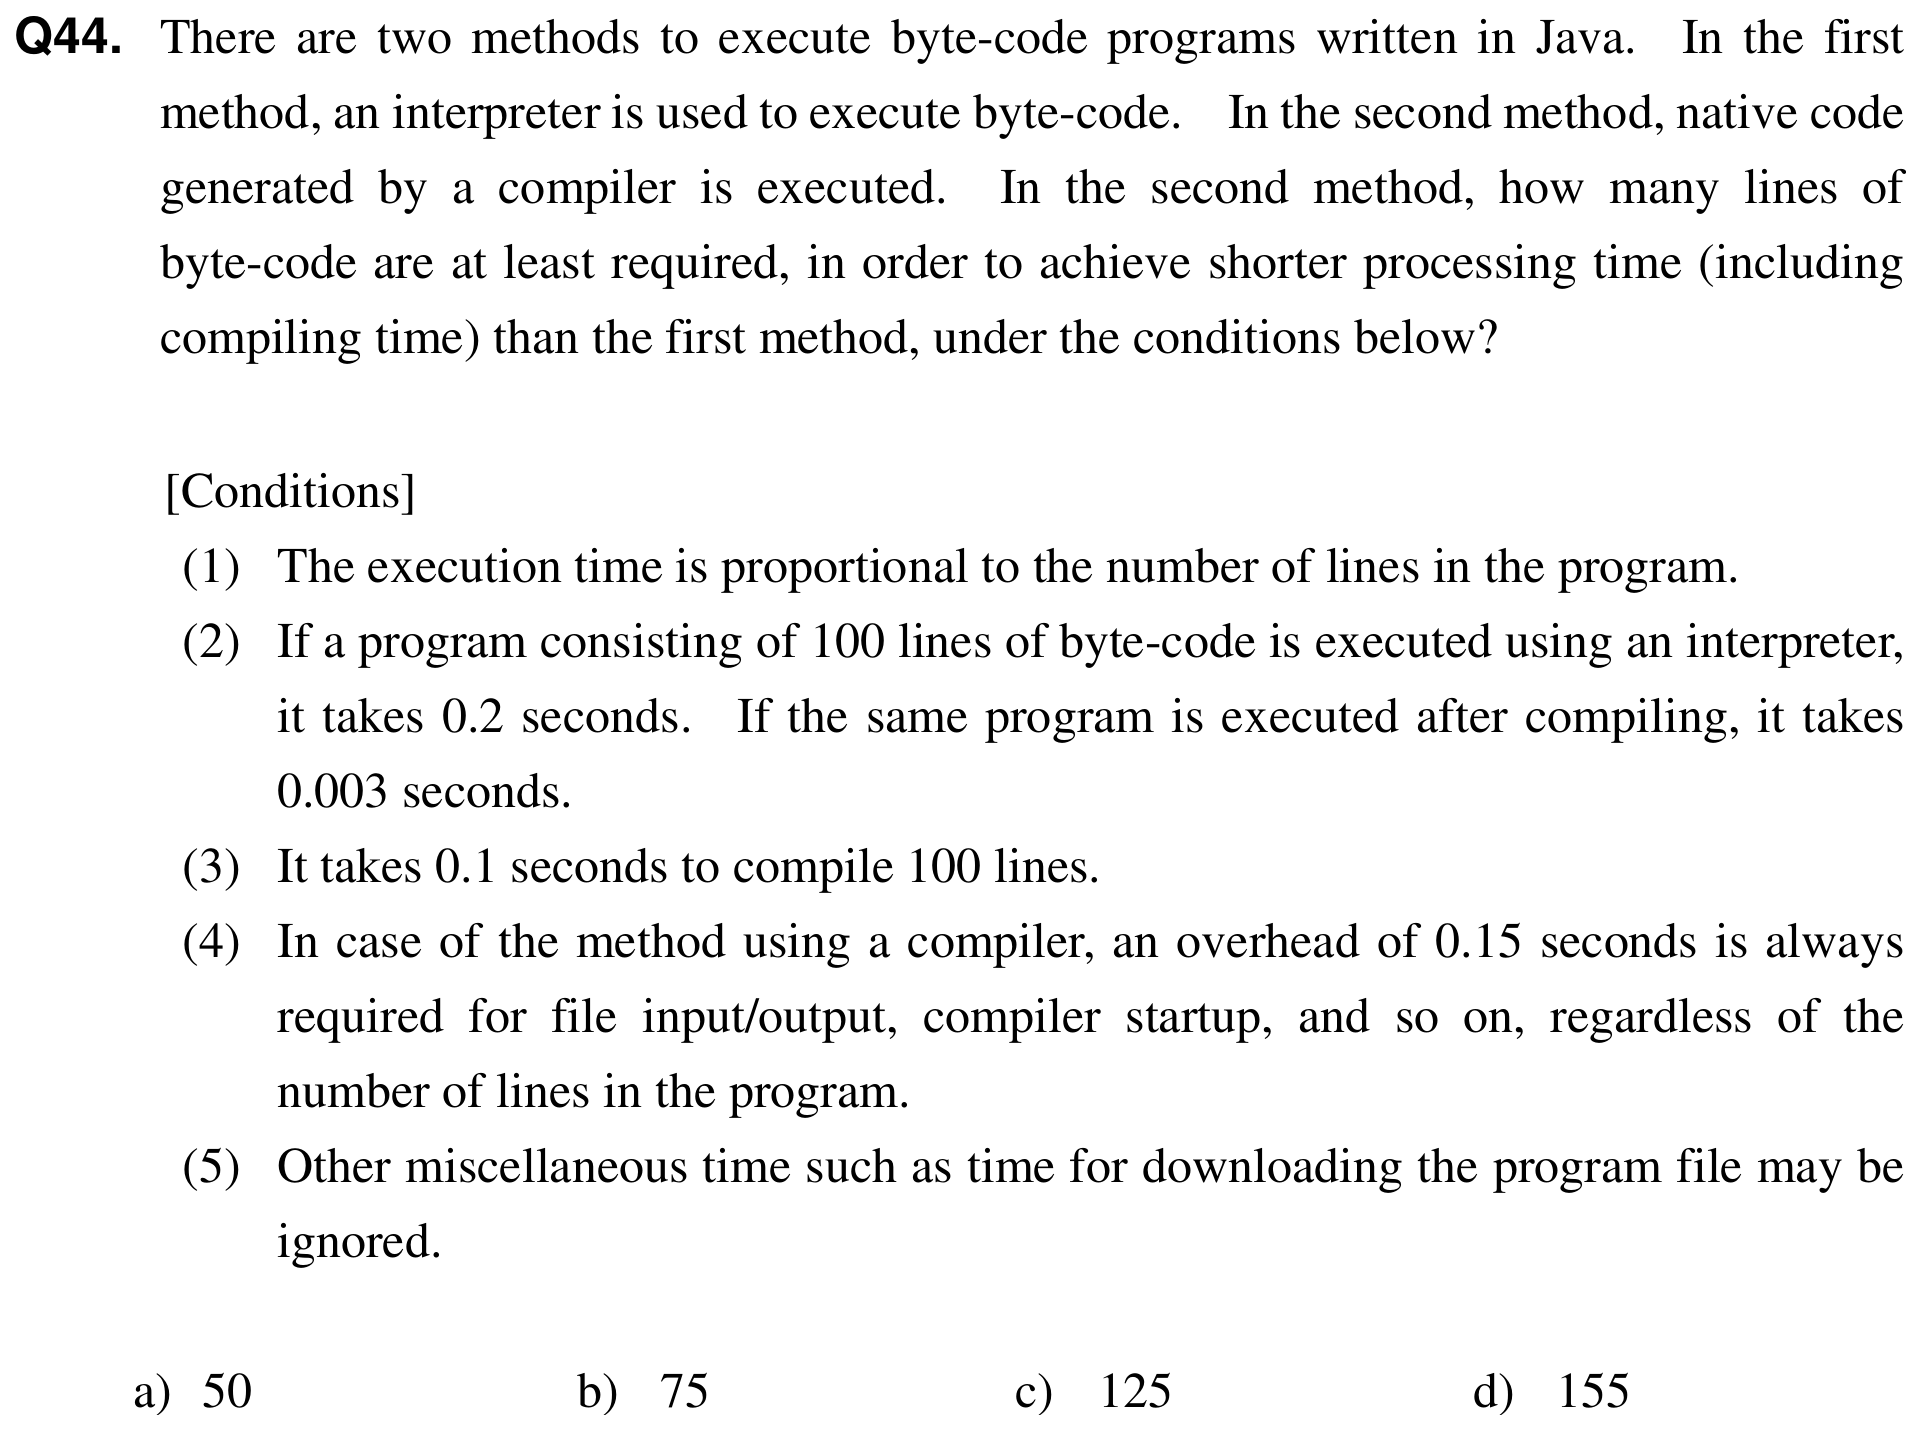 Q44. There are two methods to execute byte-code programs written in Java. In the first
method, an interpreter is used to execute byte-code. In the second method, native code
generated by a compiler is executed. In the second method, how many lines of
byte-code are at least required, in order to achieve shorter processing time (including
compiling time) than the first method, under the conditions below?
[Conditions]
(1) The execution time is proportional to the number of lines in the program.
(2) If a program consisting of 100 lines of byte-code is executed using an interpreter,
it takes 0.2 seconds. If the same program is executed after compiling, it takes
0.003 seconds.
(3) It takes 0.1 seconds to compile 100 lines.
(4) In case of the method using a compiler, an overhead of 0.15 seconds is always
required for file input/output, compiler startup, and so on, regardless of the
number of lines in the program.
(5) Other miscellaneous time such as time for downloading the program file may be
ignored.
a) 50 b) 75 c) 125 d) 155